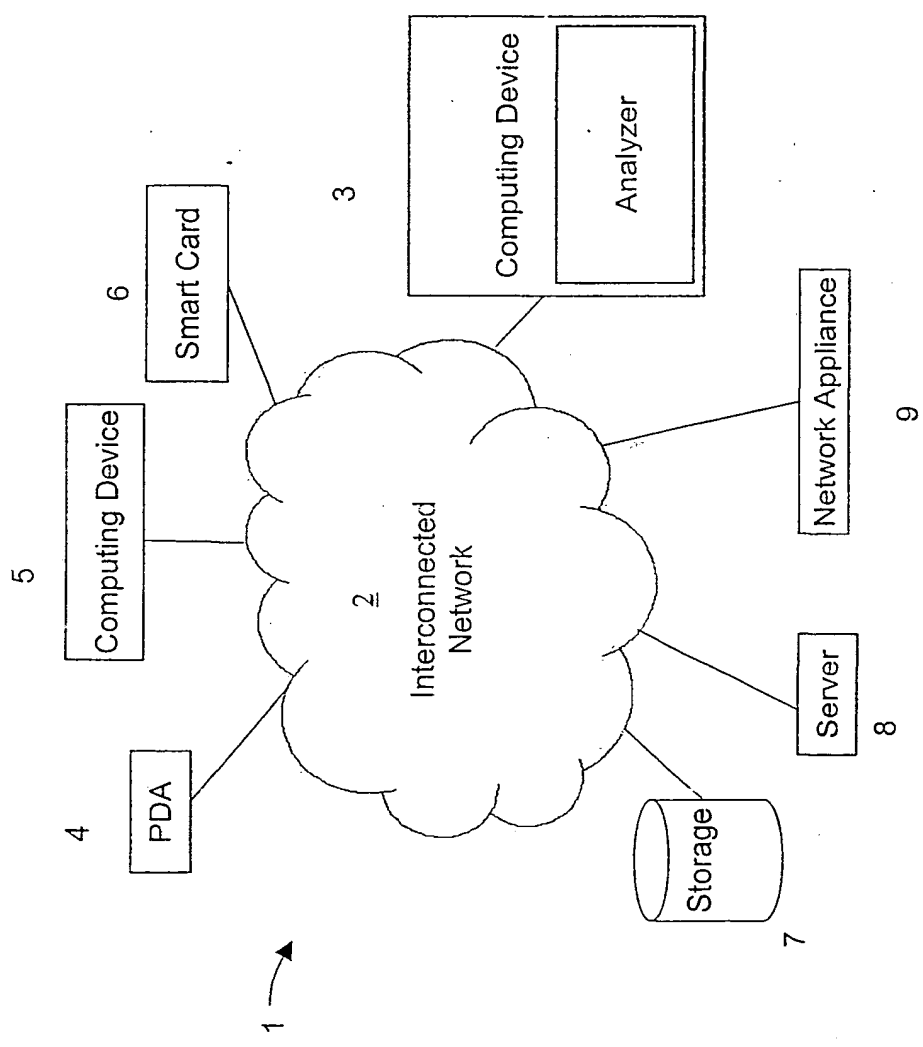 1
4
PDA
5
Computing Device
6
Smart Card
3
Computing Device
Analyzer
2
Interconnected
Network
7
Storage
8
Server
9
Network Appliance